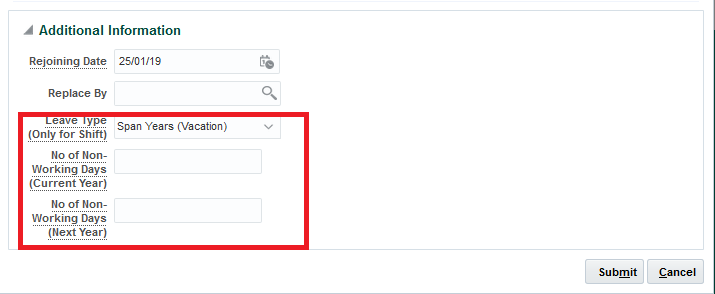 Additional Information
Rejoining Date 25/01/19
Replace By
Leave Type
(Only for Shift) Span Years (Vacation)
No of Non-
Working Days
(Current Year)
No of Non-
Working Days
(Next Year)
Submit Cancel